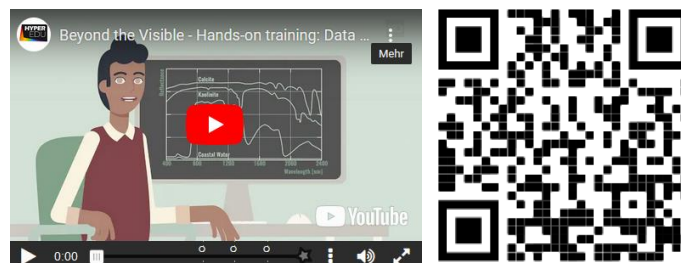 HYPER
EDU
Beyond the Visible - Hands-on training: Data ...
Mehr
Reflectance
Calcite
Kaolinite
Coastal Water
400 800 1200 1600 2000 2400
Wavelength [nm]
YouTube
0:00